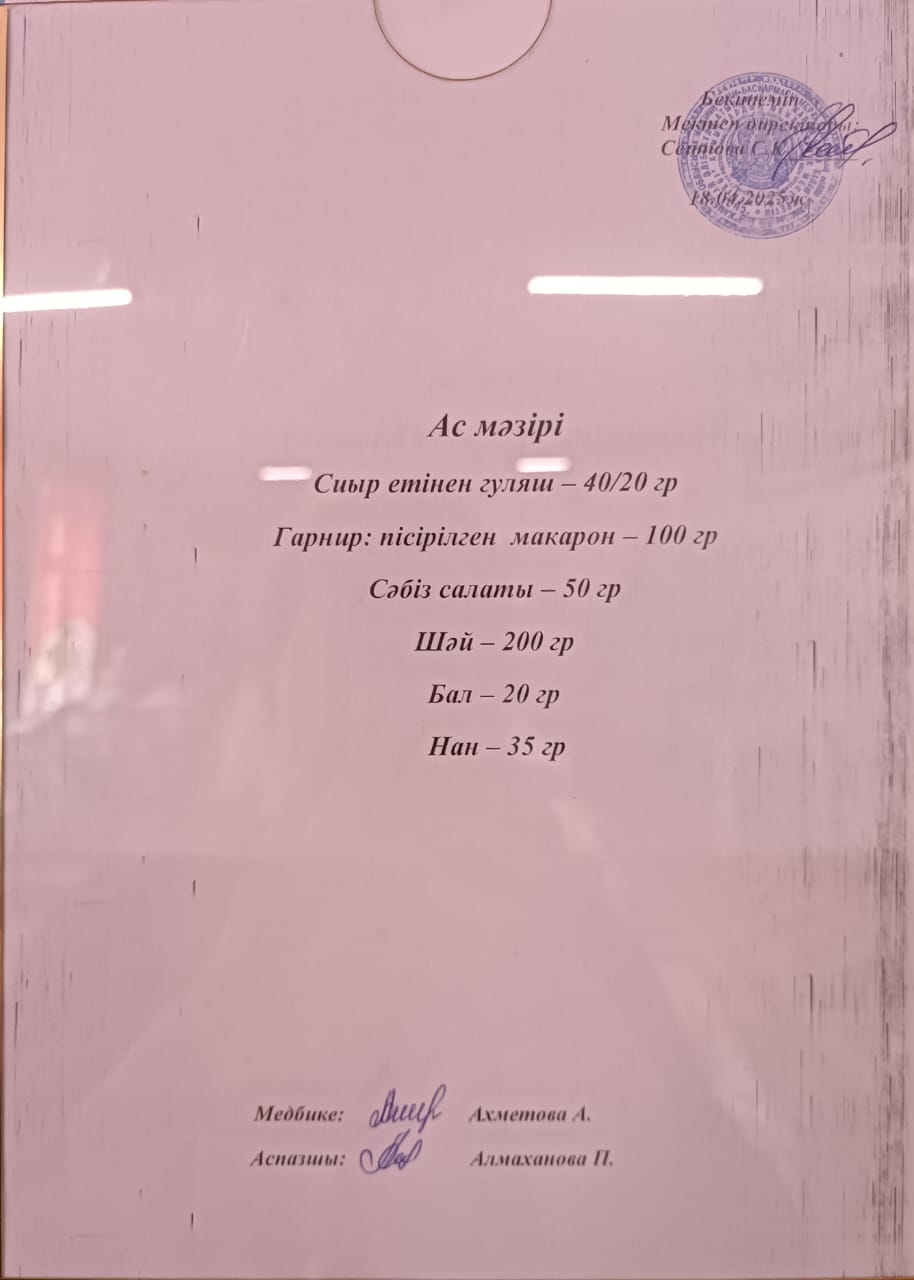 Бекітемін
Мектеп директоры:
С.К.
18.04.2025ж
Ас мәзірі
Сиыр етінен гуляш – 40/20 гр
Гарнир: пісірілген макарон – 100 гр
Сәбіз салаты – 50 гр
Шәй – 200 гр
Бал – 20 гр
Нан – 35 гр
Медбике: Ахметова А.
Аспазшы: Алмаханова П.